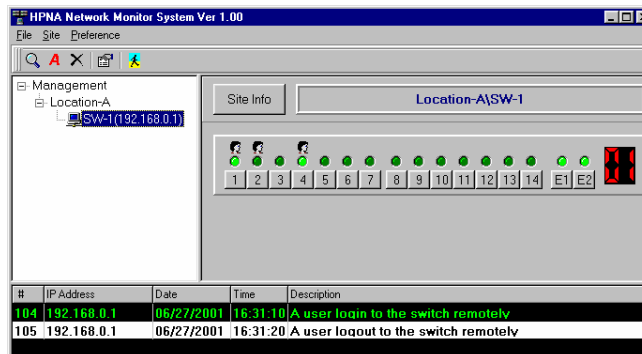 HPNA Network Monitor System Ver 1.00
File Site Preference
A
Management
Location-A
SW-1(192.168.0.1)
Site Info
Location-A\SW-1
1 2 3 4 5 6 7 8 9 10 11 12 13 14 E1 E2
# IP Address Date Time Description
104 192.168.0.1 06/27/2001 16:31:10 A user login to the switch remotely
105 192.168.0.1 06/27/2001 16:31:20 A user logout to the switch remotely